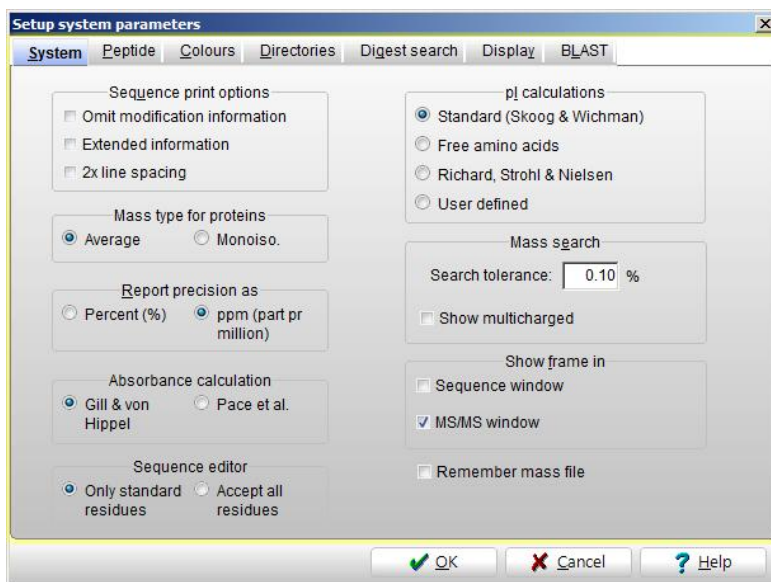 Setup system parameters
System Peptide Colours Directories Digest search Display BLAST
Sequence print options
Omit modification information
Extended information
2x line spacing
Mass type for proteins
Average Monoiso.
Report precision as
Percent (%) ppm (part pr
million)
Absorbance calculation
Gill & von Pace et al.
Hippel
Sequence editor
Only standard Accept all
residues residues
pI calculations
Standard (Skoog & Wichman)
Free amino acids
Richard, Strohl & Nielsen
User defined
Mass search
Search tolerance: 0.10 %
Show multicharged
Show frame in
Sequence window
MS/MS window
Remember mass file
OK Cancel Help